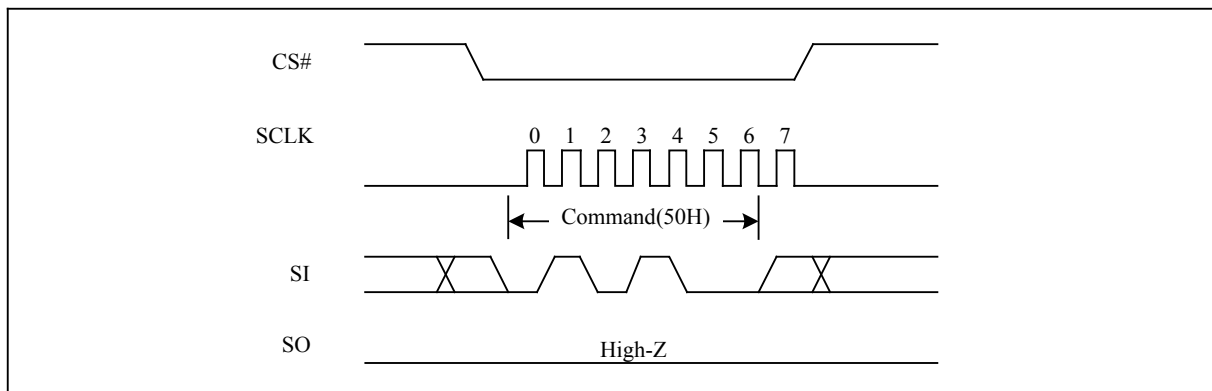 CS#
SCLK
0 1 2 3 4 5 6 7
Command(50H)
SI
SO
High-Z